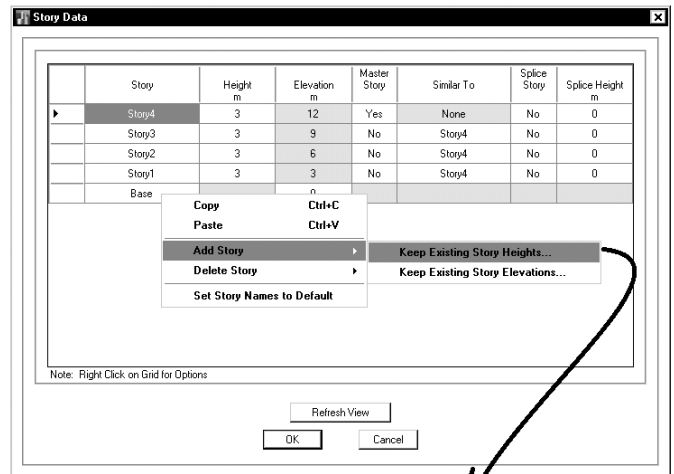 Story Data
Story Height m Elevation m Master Story Similar To Splice Story Splice Height m
Story4 3 12 Yes None No 0
Story3 3 9 No Story4 No 0
Story2 3 6 No Story4 No 0
Story1 3 3 No Story4 No 0
Base 0
Copy Ctrl+C
Paste Ctrl+V
Add Story
Keep Existing Story Heights...
Delete Story
Keep Existing Story Elevations...
Set Story Names to Default
Note: Right Click on Grid for Options
Refresh View
OK Cancel